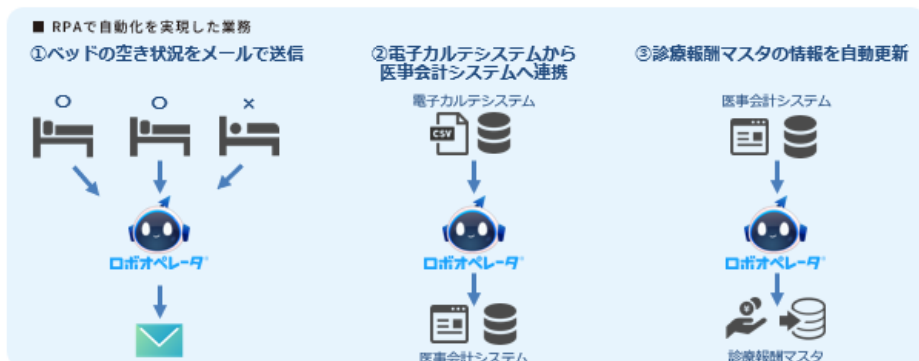 ■ RPAで自動化を実現した業務
①ベッドの空き状況をメールで送信
○ ○ ×
ロボオペレータ®
②電子カルテシステムから
医事会計システムへ連携
電子カルテシステム
CSV
ロボオペレータ®
医事会計システム
③診療報酬マスタの情報を自動更新
医事会計システム
ロボオペレータ®
¥
診療報酬マスタ